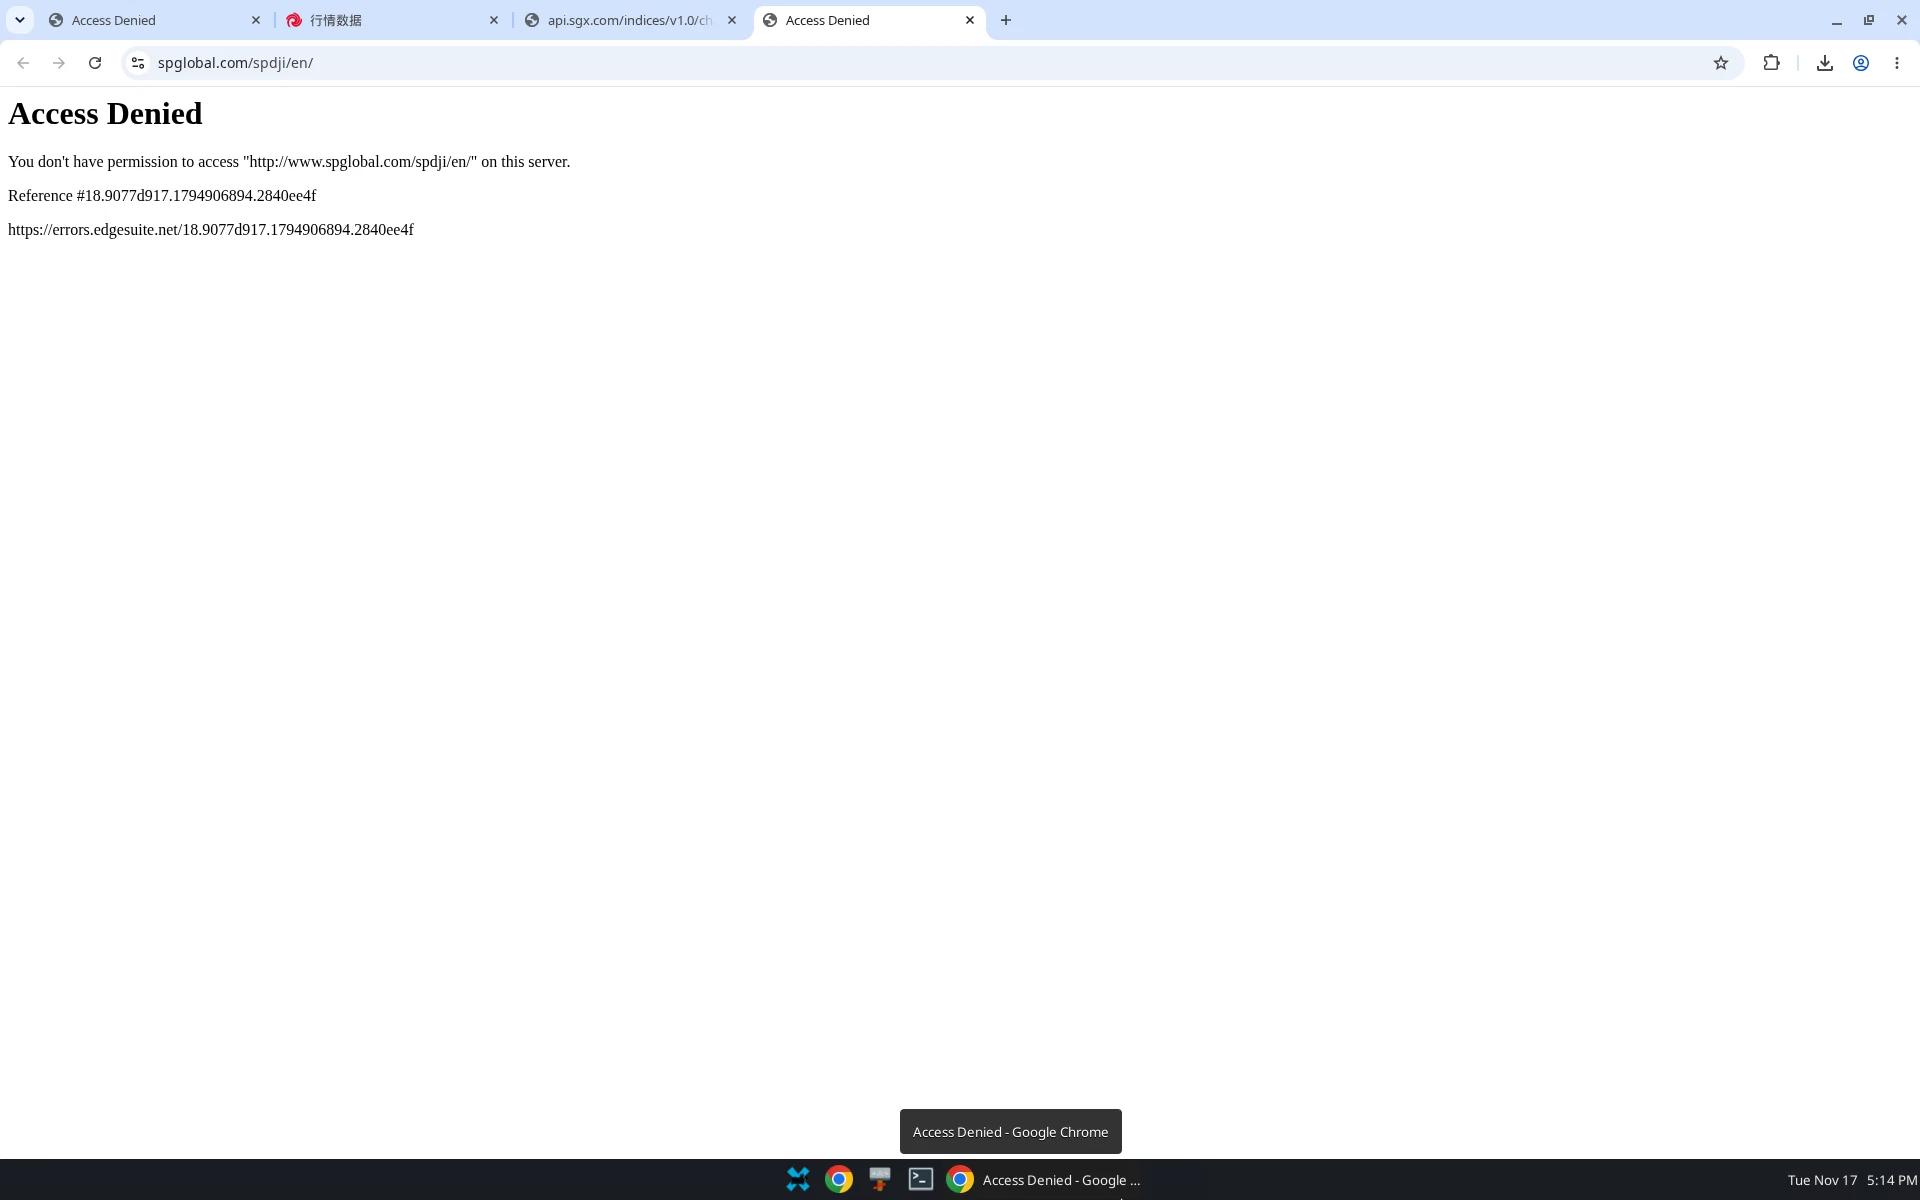 Access Denied
行情数据
api.sgx.com/indices/v1.0/ch
Access Denied
spglobal.com/spdji/en/
Access Denied
You don't have permission to access "http://www.spglobal.com/spdji/en/" on this server.
Reference #18.9077d917.1794906894.2840ee4f
https://errors.edgesuite.net/18.9077d917.1794906894.2840ee4f
Access Denied - Google Chrome
Access Denied - Google ...
Tue Nov 17 5:14 PM